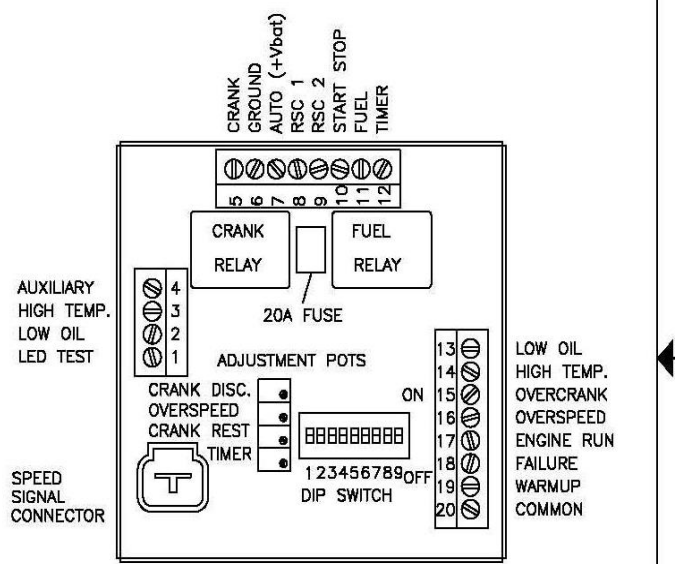 CRANK
GROUND
AUTO (+Vbat)
RSC 1
RSC 2
START STOP
FUEL
TIMER
5 6 7 8 9 10 11 12
CRANK
RELAY
FUEL
RELAY
20A FUSE
AUXILIARY 4
HIGH TEMP. 3
LOW OIL 2
LED TEST 1
ADJUSTMENT POTS
CRANK DISC.
OVERSPEED
CRANK REST
TIMER
ON
123456789 OFF
DIP SWITCH
SPEED
SIGNAL
CONNECTOR
13 LOW OIL
14 HIGH TEMP.
15 OVERCRANK
16 OVERSPEED
17 ENGINE RUN
18 FAILURE
19 WARMUP
20 COMMON